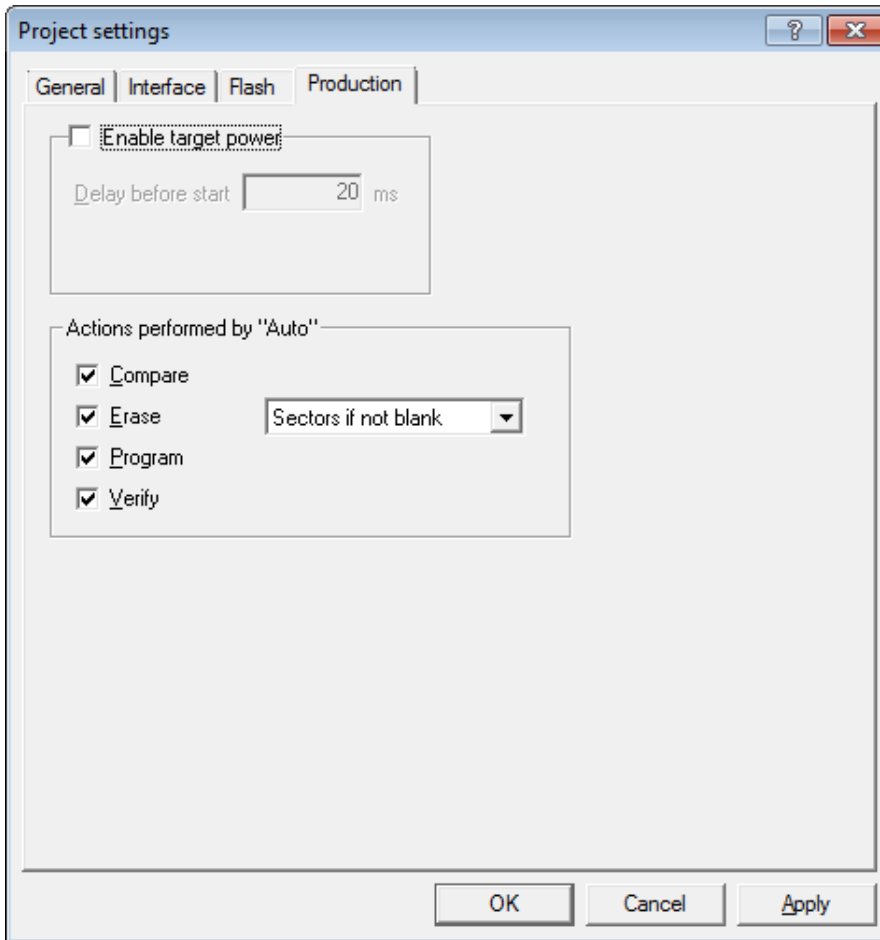 Project settings
General Interface Flash Production
Enable target power
Delay before start 20 ms
Actions performed by "Auto"
Compare
Erase Sectors if not blank
Program
Verify
OK Cancel Apply